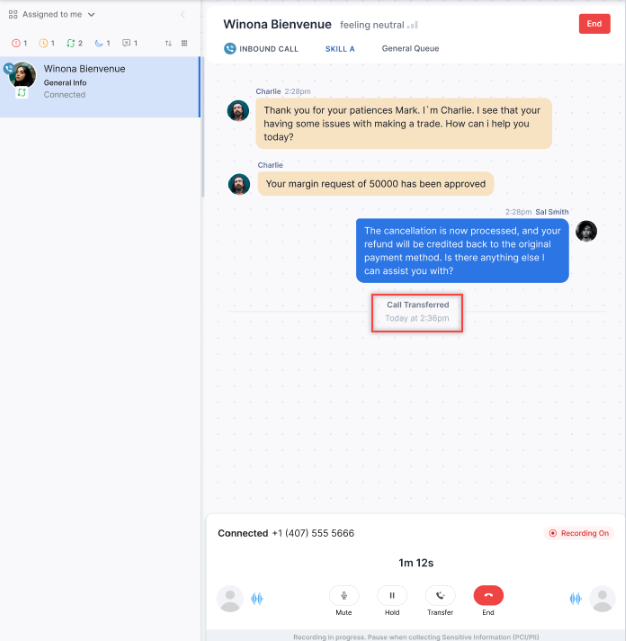 Assigned to me
1
1
2
1
1
Winona Bienvenue
General Info
Connected
Winona Bienvenue feeling neutral
End
INBOUND CALL SKILL A General Queue
Charlie 2:28pm
Thank you for your patiences Mark. I`m Charlie. I see that your
having some issues with making a trade. How can i help you
today?
Charlie
Your margin request of 50000 has been approved
2:28pm Sal Smith
The cancellation is now processed, and your
refund will be credited back to the original
payment method. Is there anything else I
can assist you with?
Call Transferred
Today at 2:36pm
Connected +1 (407) 555 5666
Recording On
1m 12s
Mute Hold Transfer End
Recording in progress. Pause when collecting Sensitive Information (PCI/PII)